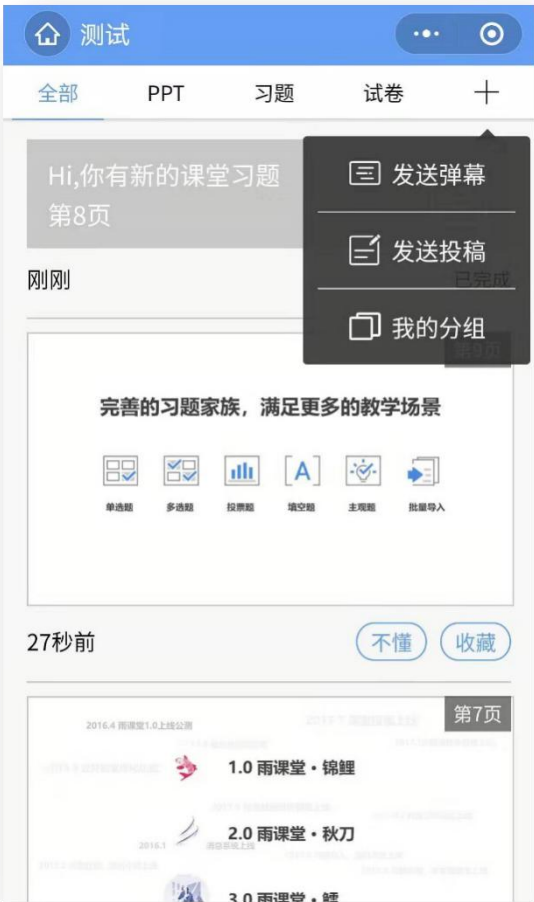 测试
全部 PPT 习题 试卷
Hi,你有新的课堂习题
第8页
发送弹幕
发送投稿
我的分组
刚刚 已完成
第9页
完善的习题家族，满足更多的教学场景
单选题 多选题 投票题 填空题 主观题 批量导入
27秒前 不懂 收藏
第7页
2016.4 雨课堂1.0上线公测
1.0 雨课堂·锦鲤
2016.1
2.0 雨课堂·秋刀
3.0 雨课堂·鳕